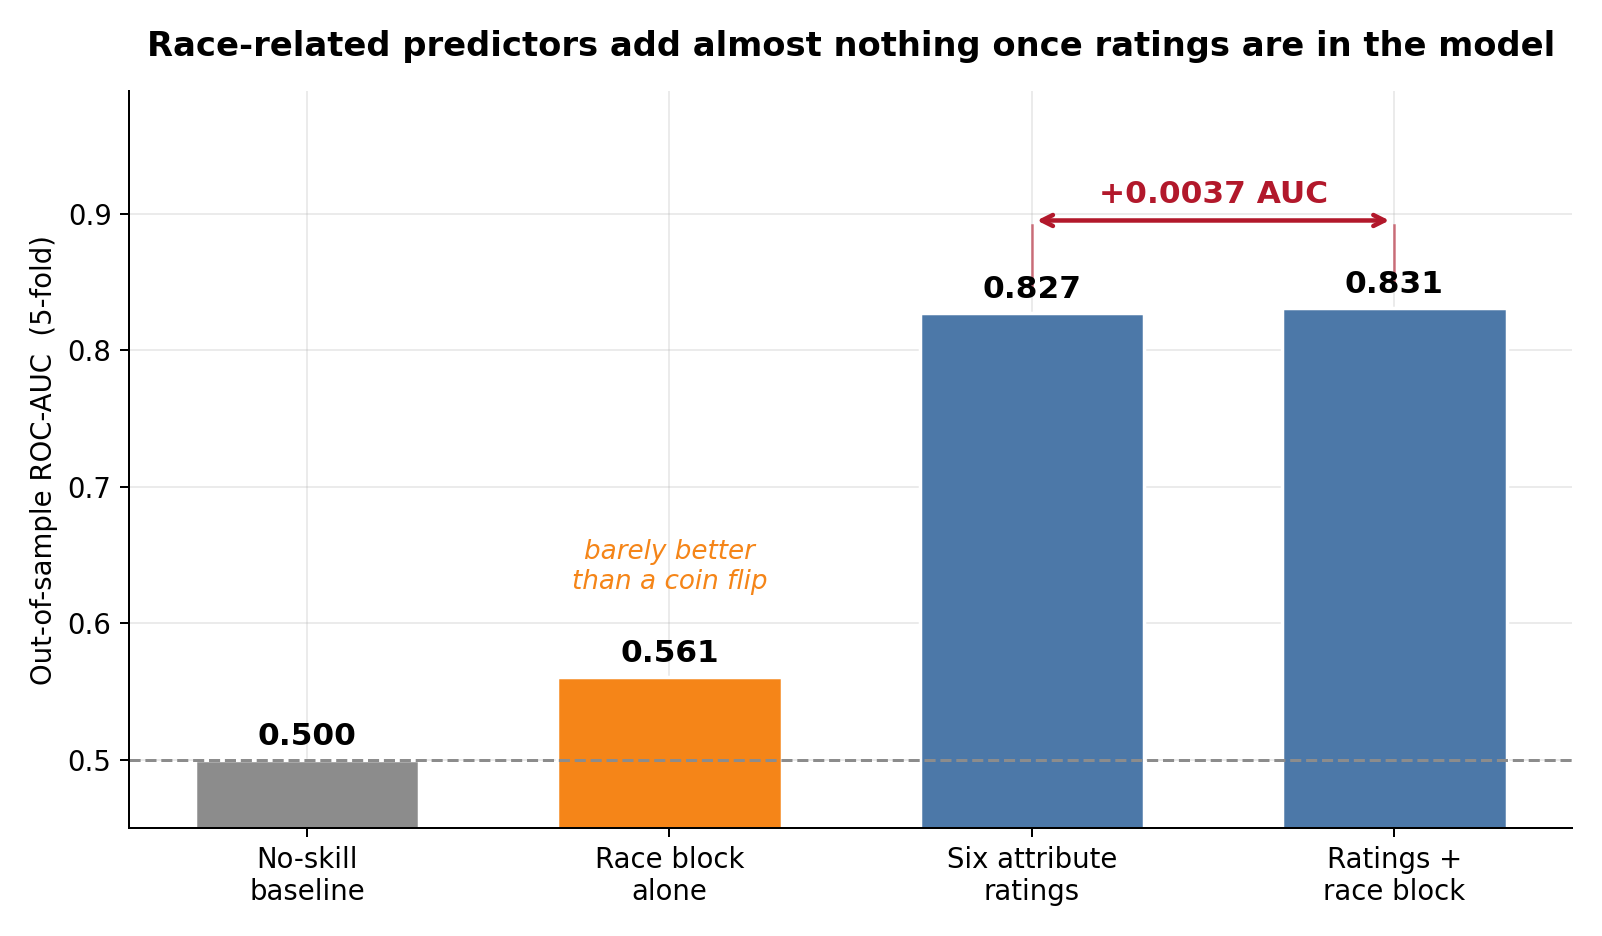 Race-related predictors add almost nothing once ratings are in the model
Out-of-sample ROC-AUC (5-fold)
0.9
0.8
0.7
0.6
0.5
+0.0037 AUC
0.827
0.831
barely better
than a coin flip
0.561
0.500
No-skill
baseline
Race block
alone
Six attribute
ratings
Ratings +
race block